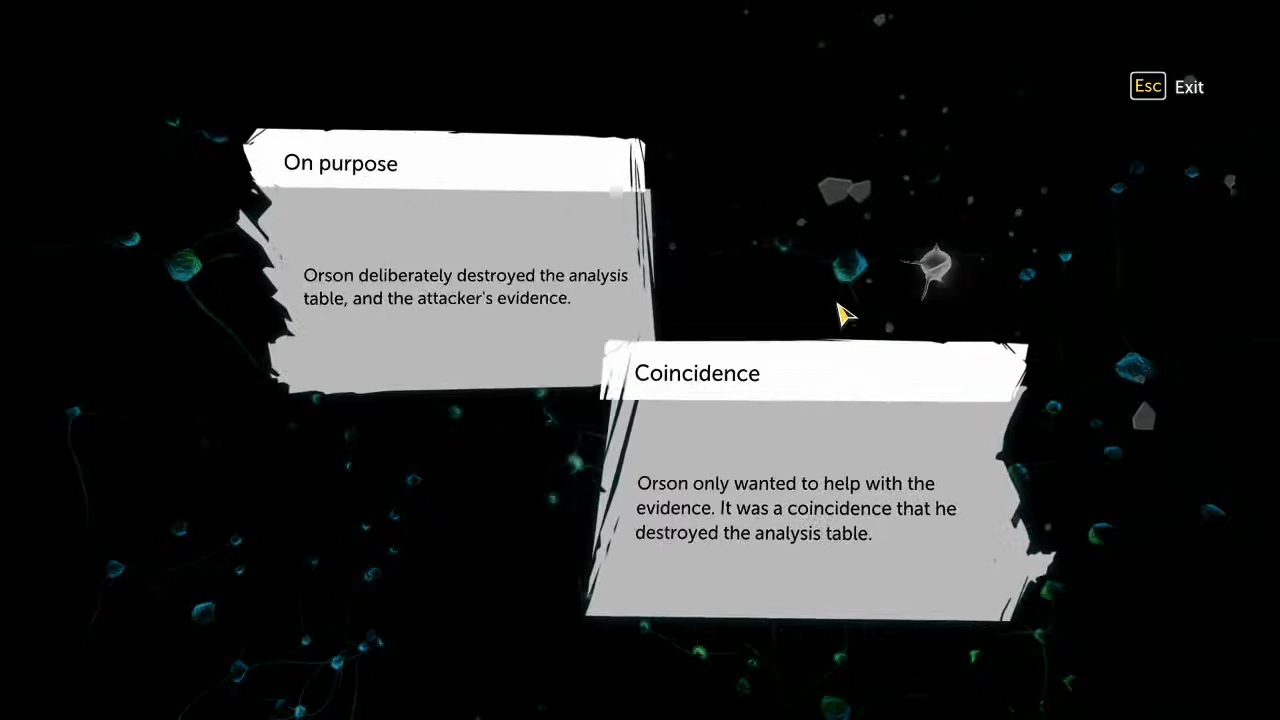 Esc Exit
On purpose
Orson deliberately destroyed the analysis
table, and the attacker's evidence.
Coincidence
Orson only wanted to help with the
evidence. It was a coincidence that he
destroyed the analysis table.